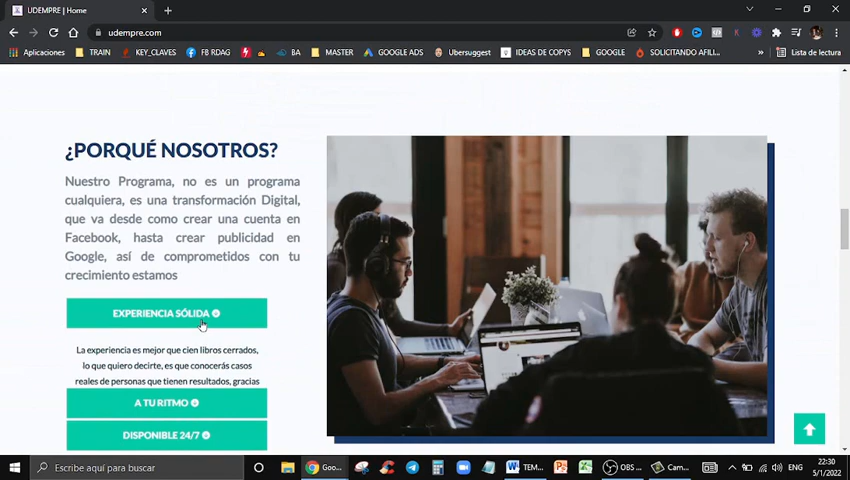 UDEMPRE | Home
udempre.com
Aplicaciones TRAIN KEY_CLAVES FB RDAD BA MASTER GOOGLE ADS Ubersuggest IDEAS DE COPYS GOOGLE SOLICITANDO AFILI... » Lista de lectura
¿PORQUÉ NOSOTROS?
Nuestro Programa, no es un programa
cualquiera, es una transformación Digital,
que va desde como crear una cuenta en
Facebook, hasta crear publicidad en
Google, así de comprometidos con tu
crecimiento estamos
EXPERIENCIA SÓLIDA
La experiencia es mejor que cien libros cerrados,
lo que quiero decirte, es que conocerás casos
reales de personas que tienen resultados, gracias
A TU RITMO
DISPONIBLE 24/7
Escribe aquí para buscar
Goo... TEM... OBS ... Cam...
ENG
22:30
5/1/2022